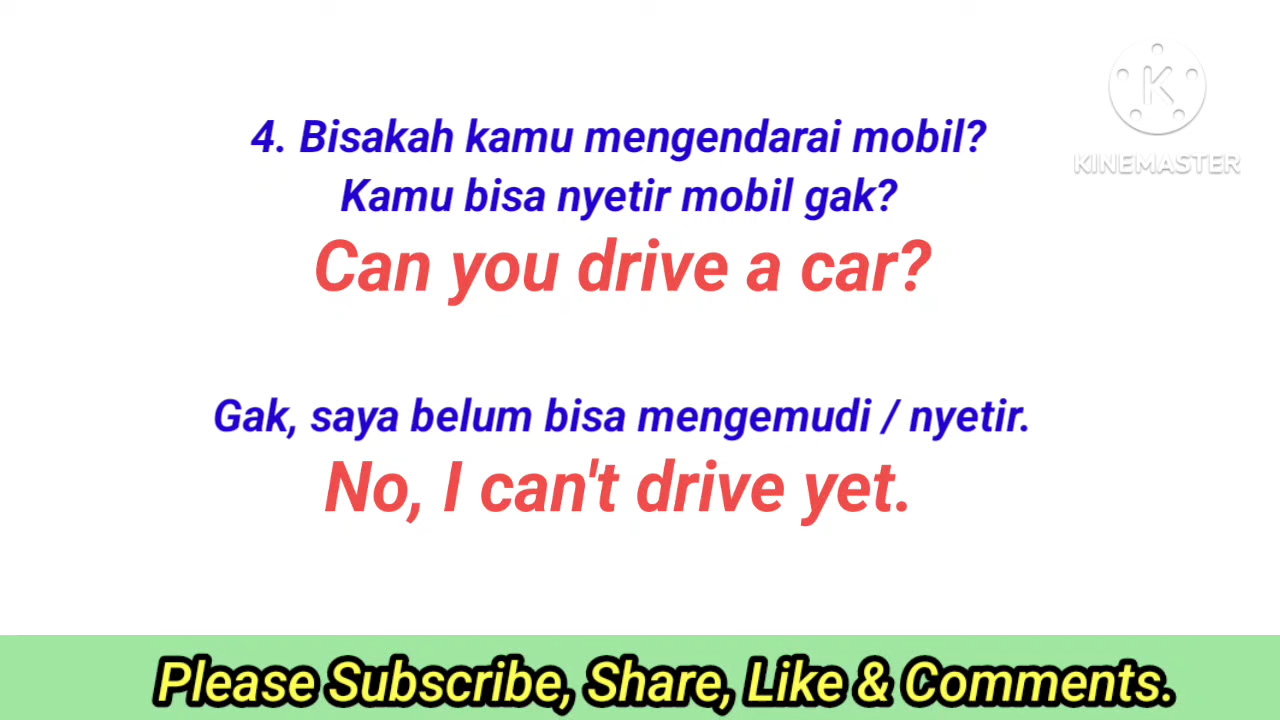 4. Bisakah kamu mengendarai mobil?
Kamu bisa nyetir mobil gak?
Can you drive a car?
Gak, saya belum bisa mengemudi / nyetir.
No, I can't drive yet.
Please Subscribe, Share, Like & Comments.
K
KINEMASTER